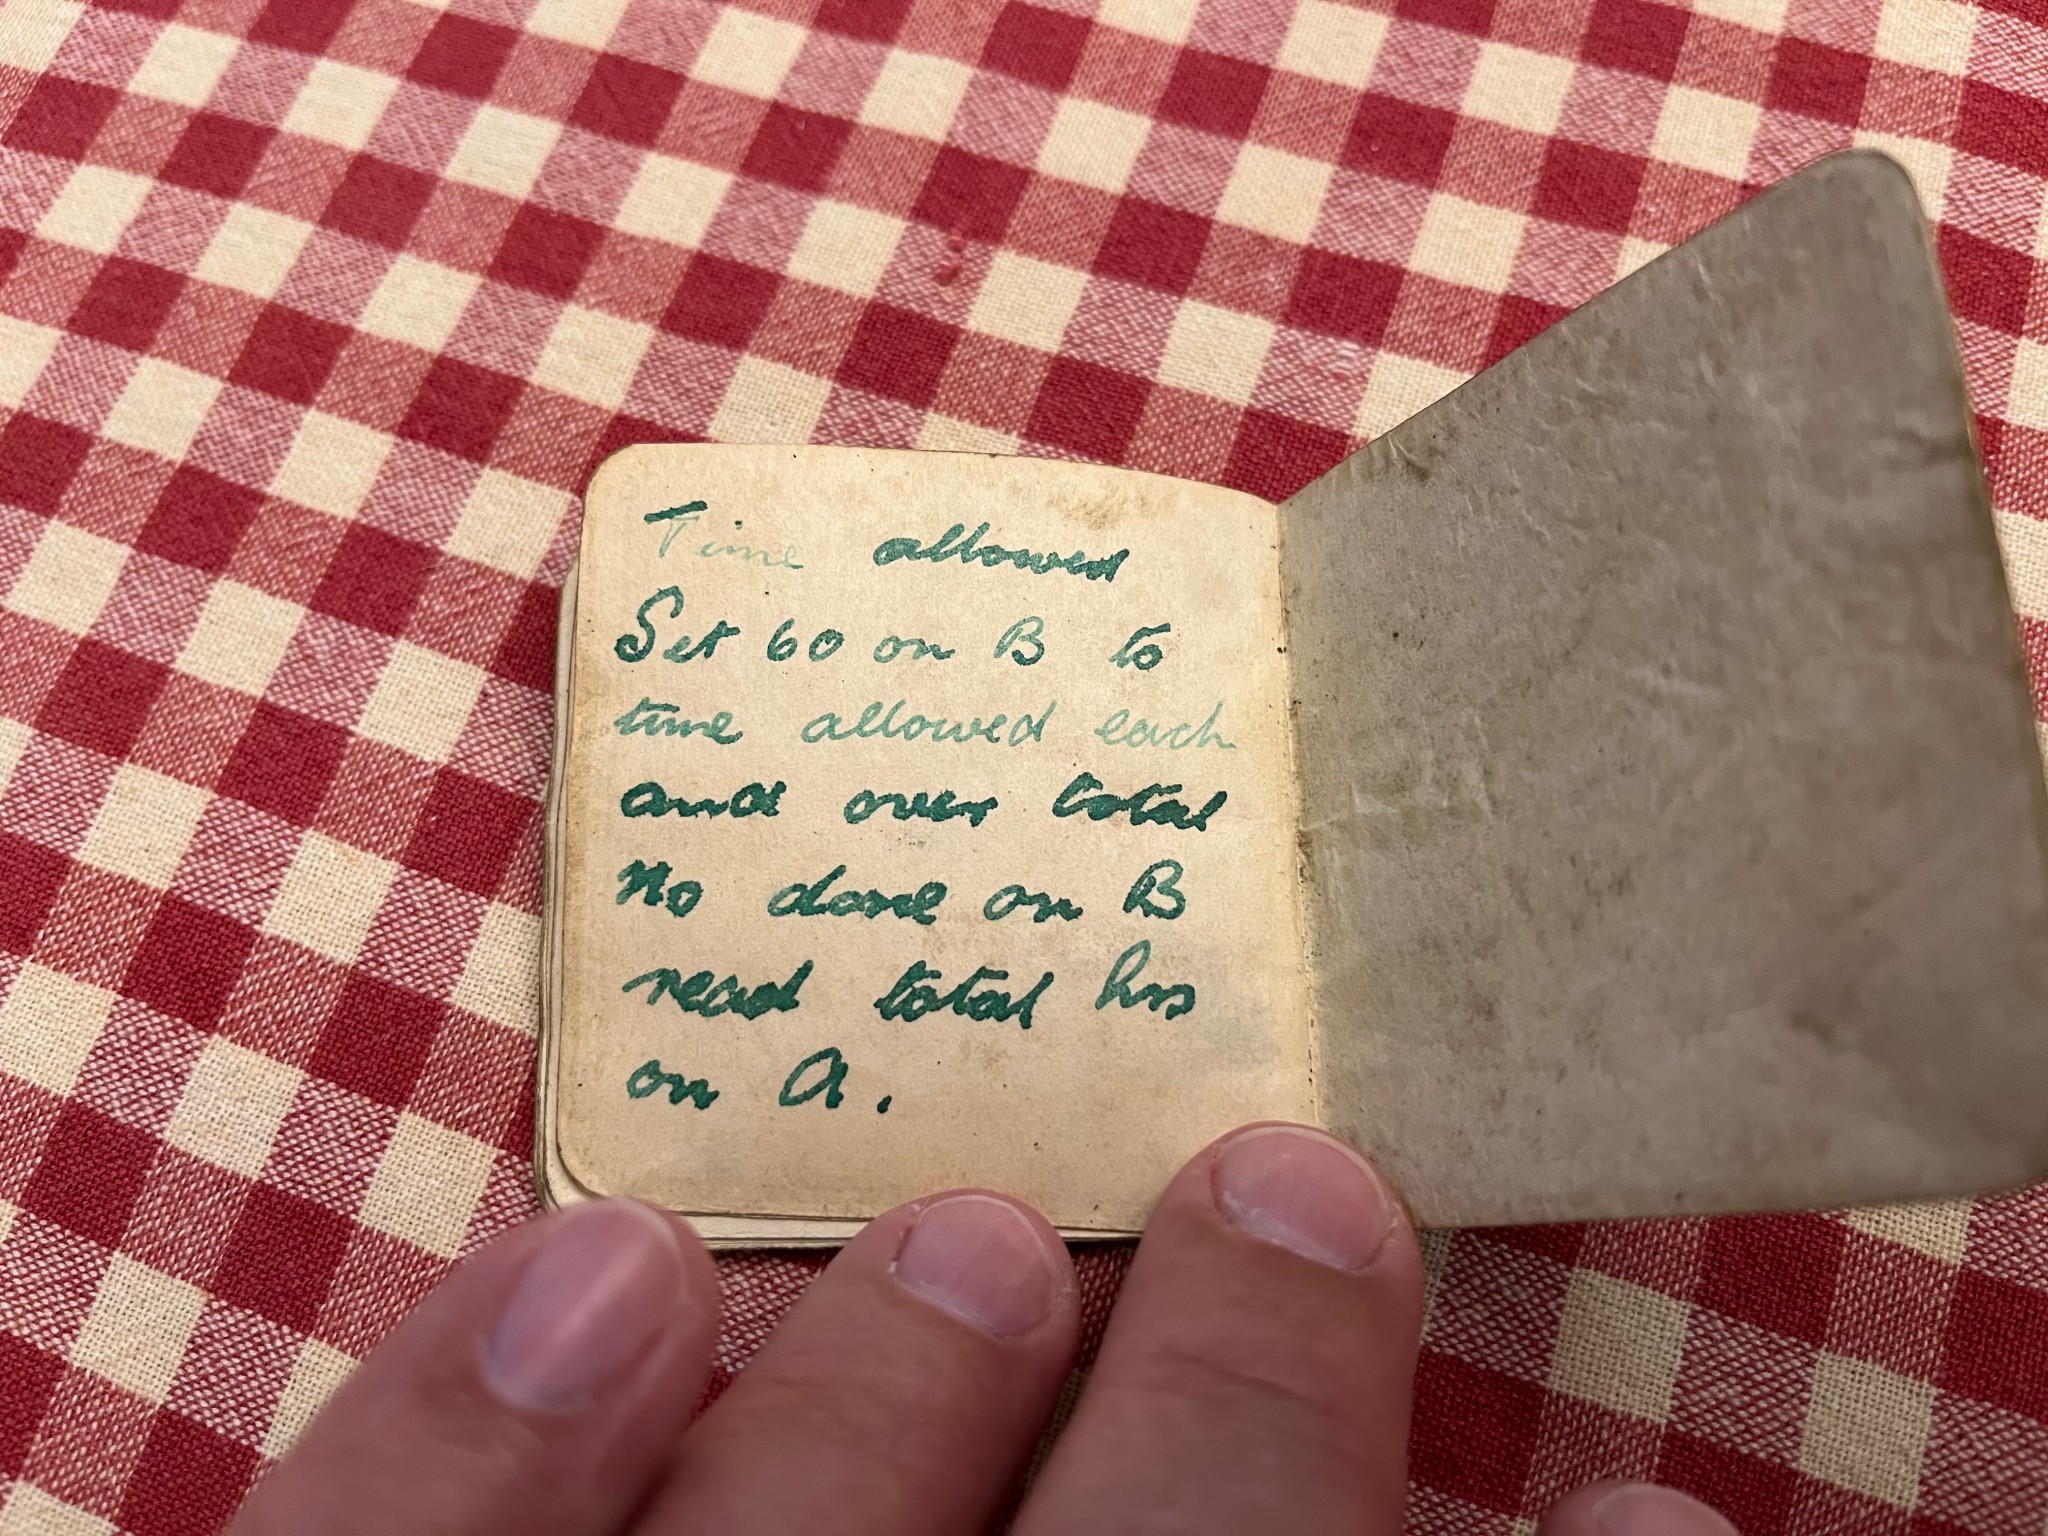 Time allowed
Set 60 on B to
time allowed each
and over total
No done on B
read total hrs
on A.